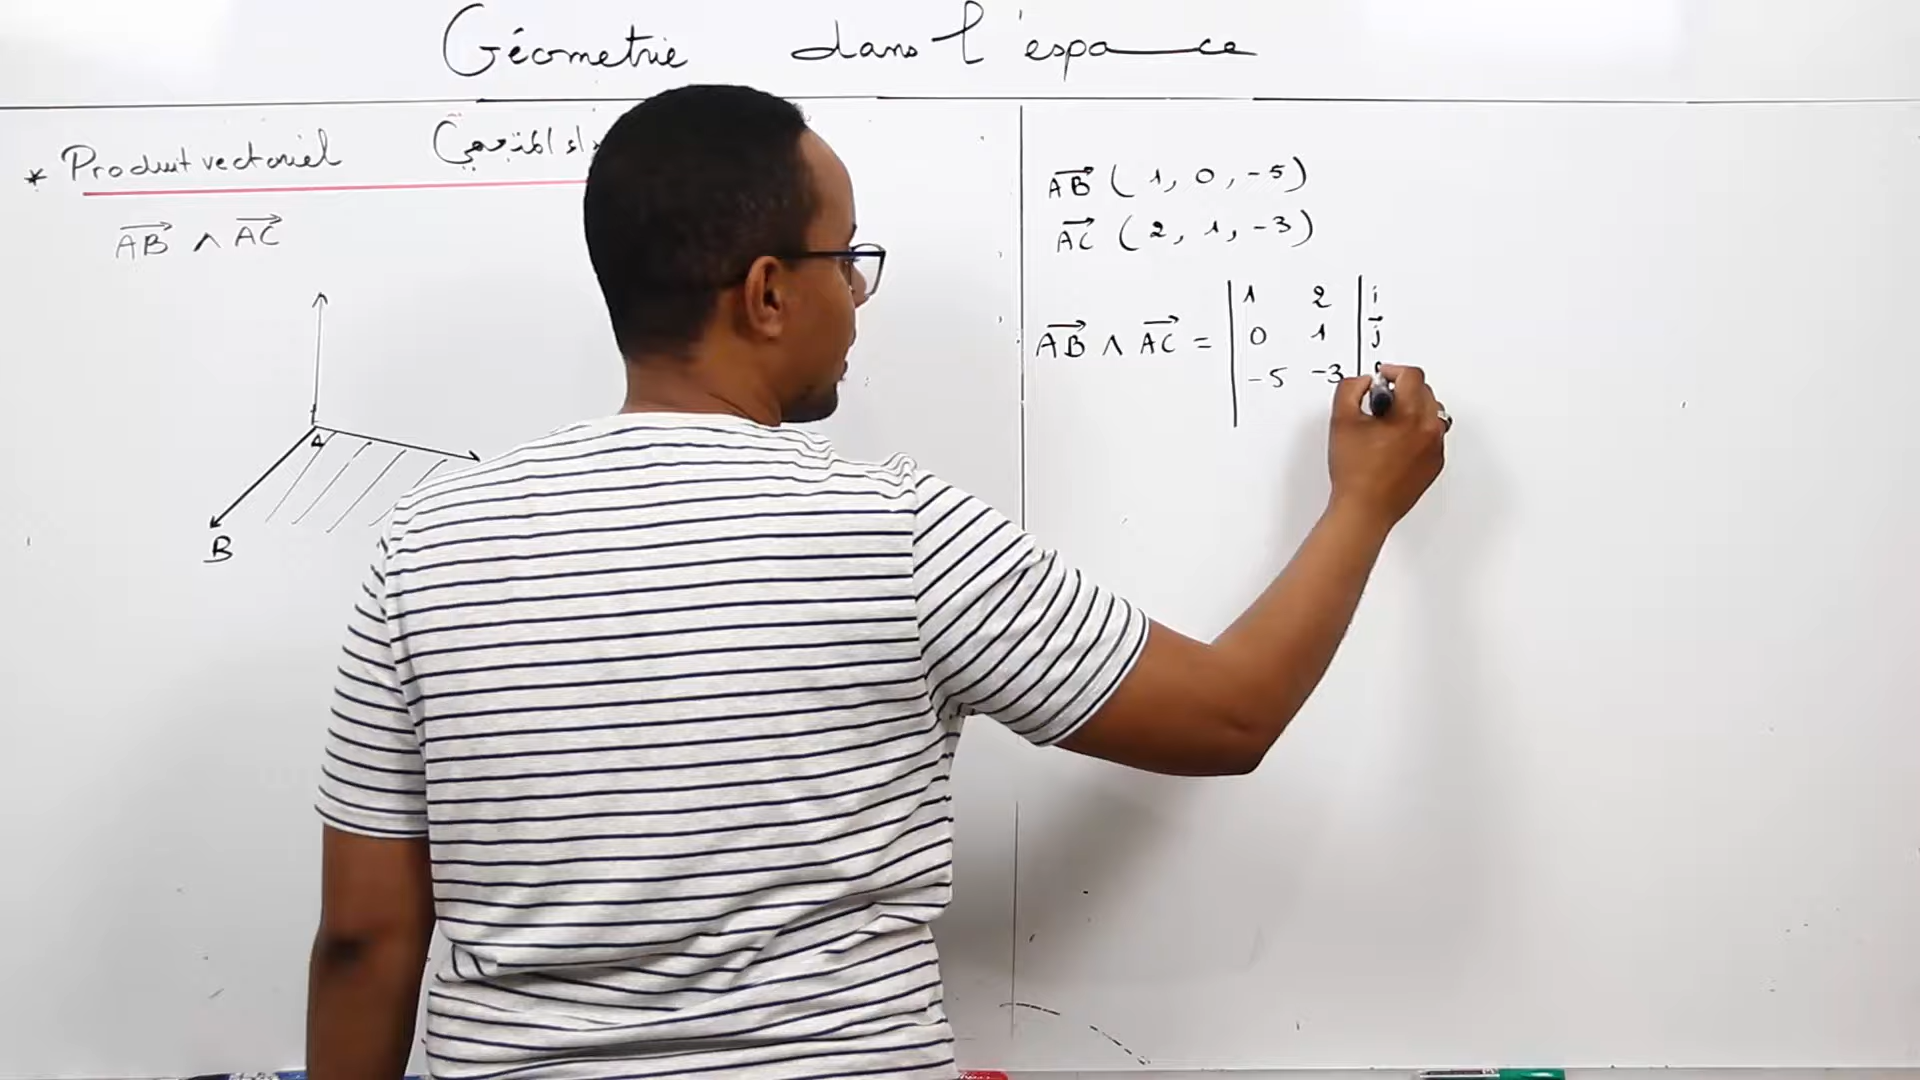 Géometrie dans l'espace
* Produit vectoriel
AB ∧ AC
A
B
AB ( 1, 0, -5)
AC ( 2, 1, -3)
1 2 i
AB ∧ AC = 0 1 j
-5 -3